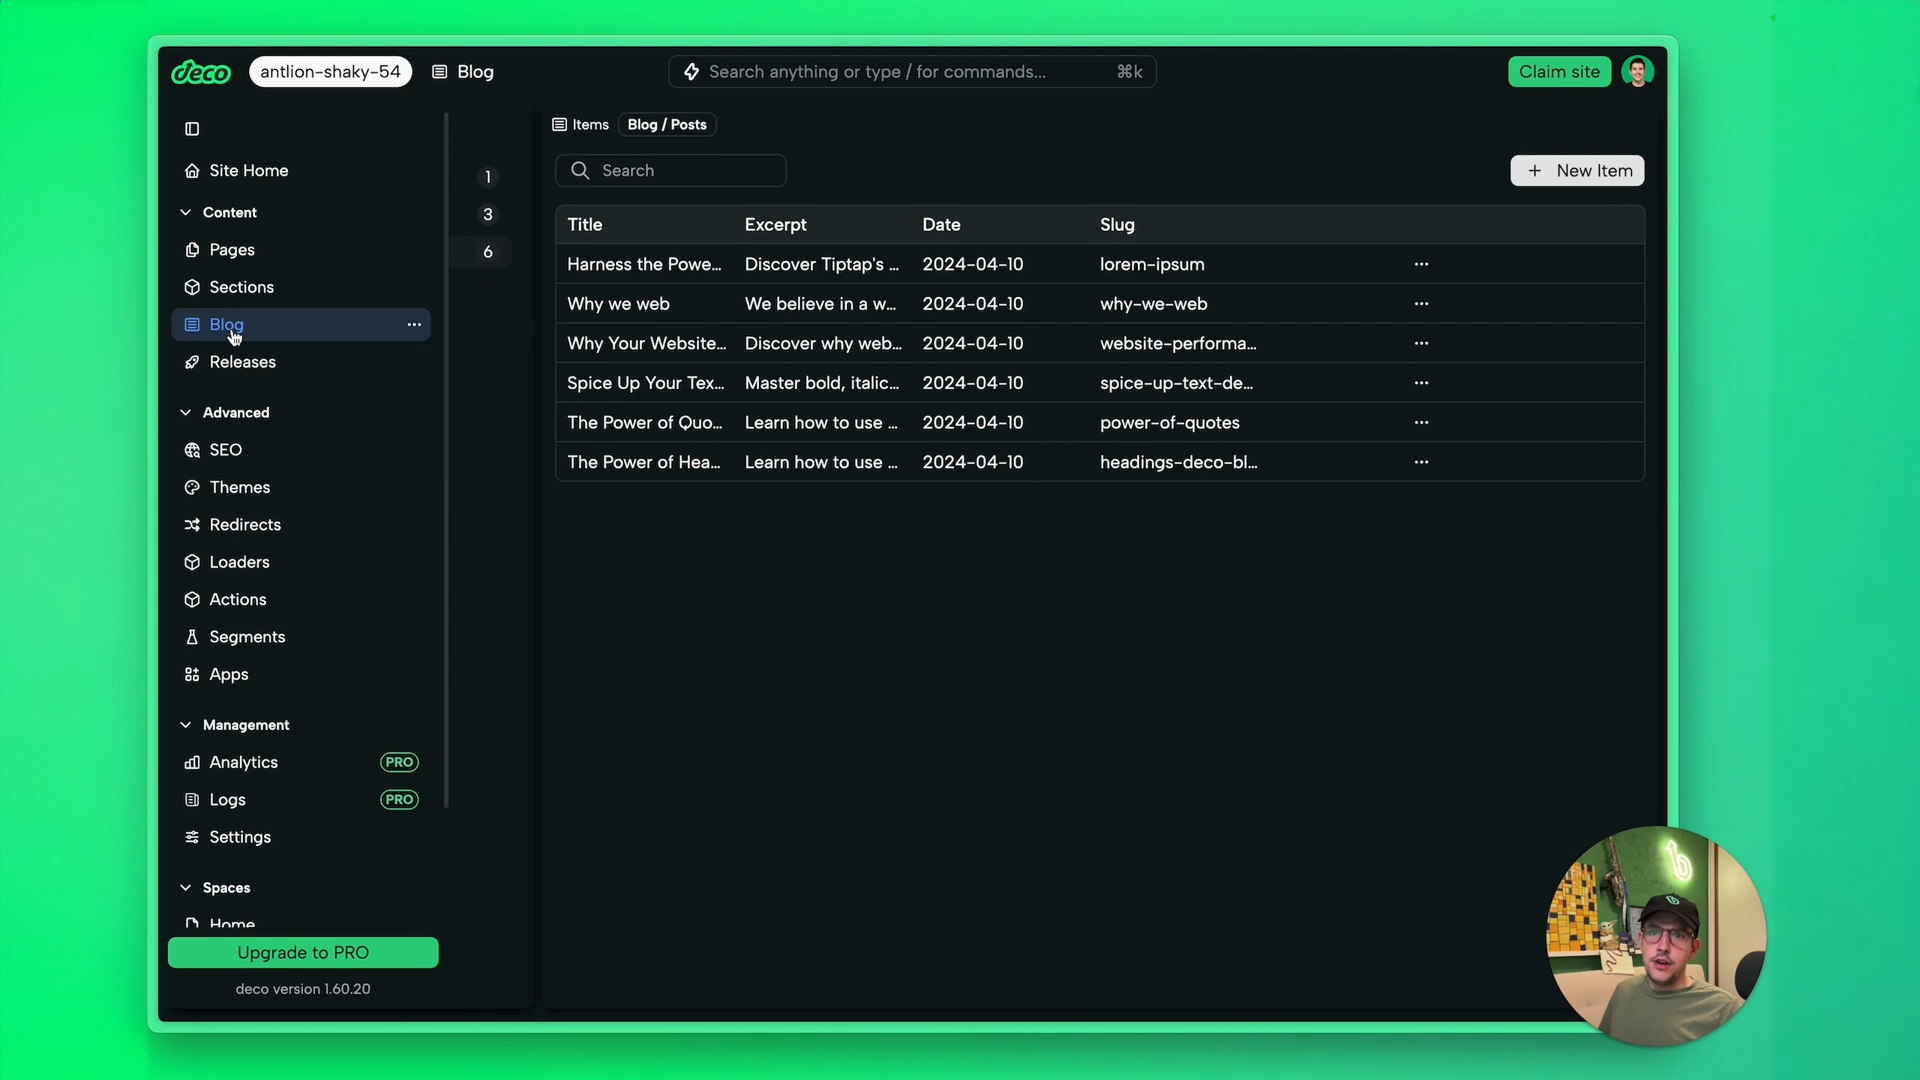 deco
antlion-shaky-54
Blog
Search anything or type / for commands...
⌘k
Claim site
Site Home
Content
Pages
Sections
Blog
Releases
Advanced
SEO
Themes
Redirects
Loaders
Actions
Segments
Apps
Management
Analytics PRO
Logs PRO
Settings
Spaces
Home
Upgrade to PRO
deco version 1.60.20
1
3
6
Items
Blog / Posts
Search
+ New Item
Title Excerpt Date Slug
Harness the Powe... Discover Tiptap's ... 2024-04-10 lorem-ipsum
Why we web We believe in a w... 2024-04-10 why-we-web
Why Your Website... Discover why web... 2024-04-10 website-performa...
Spice Up Your Tex... Master bold, italic... 2024-04-10 spice-up-text-de...
The Power of Quo... Learn how to use ... 2024-04-10 power-of-quotes
The Power of Hea... Learn how to use ... 2024-04-10 headings-deco-bl...